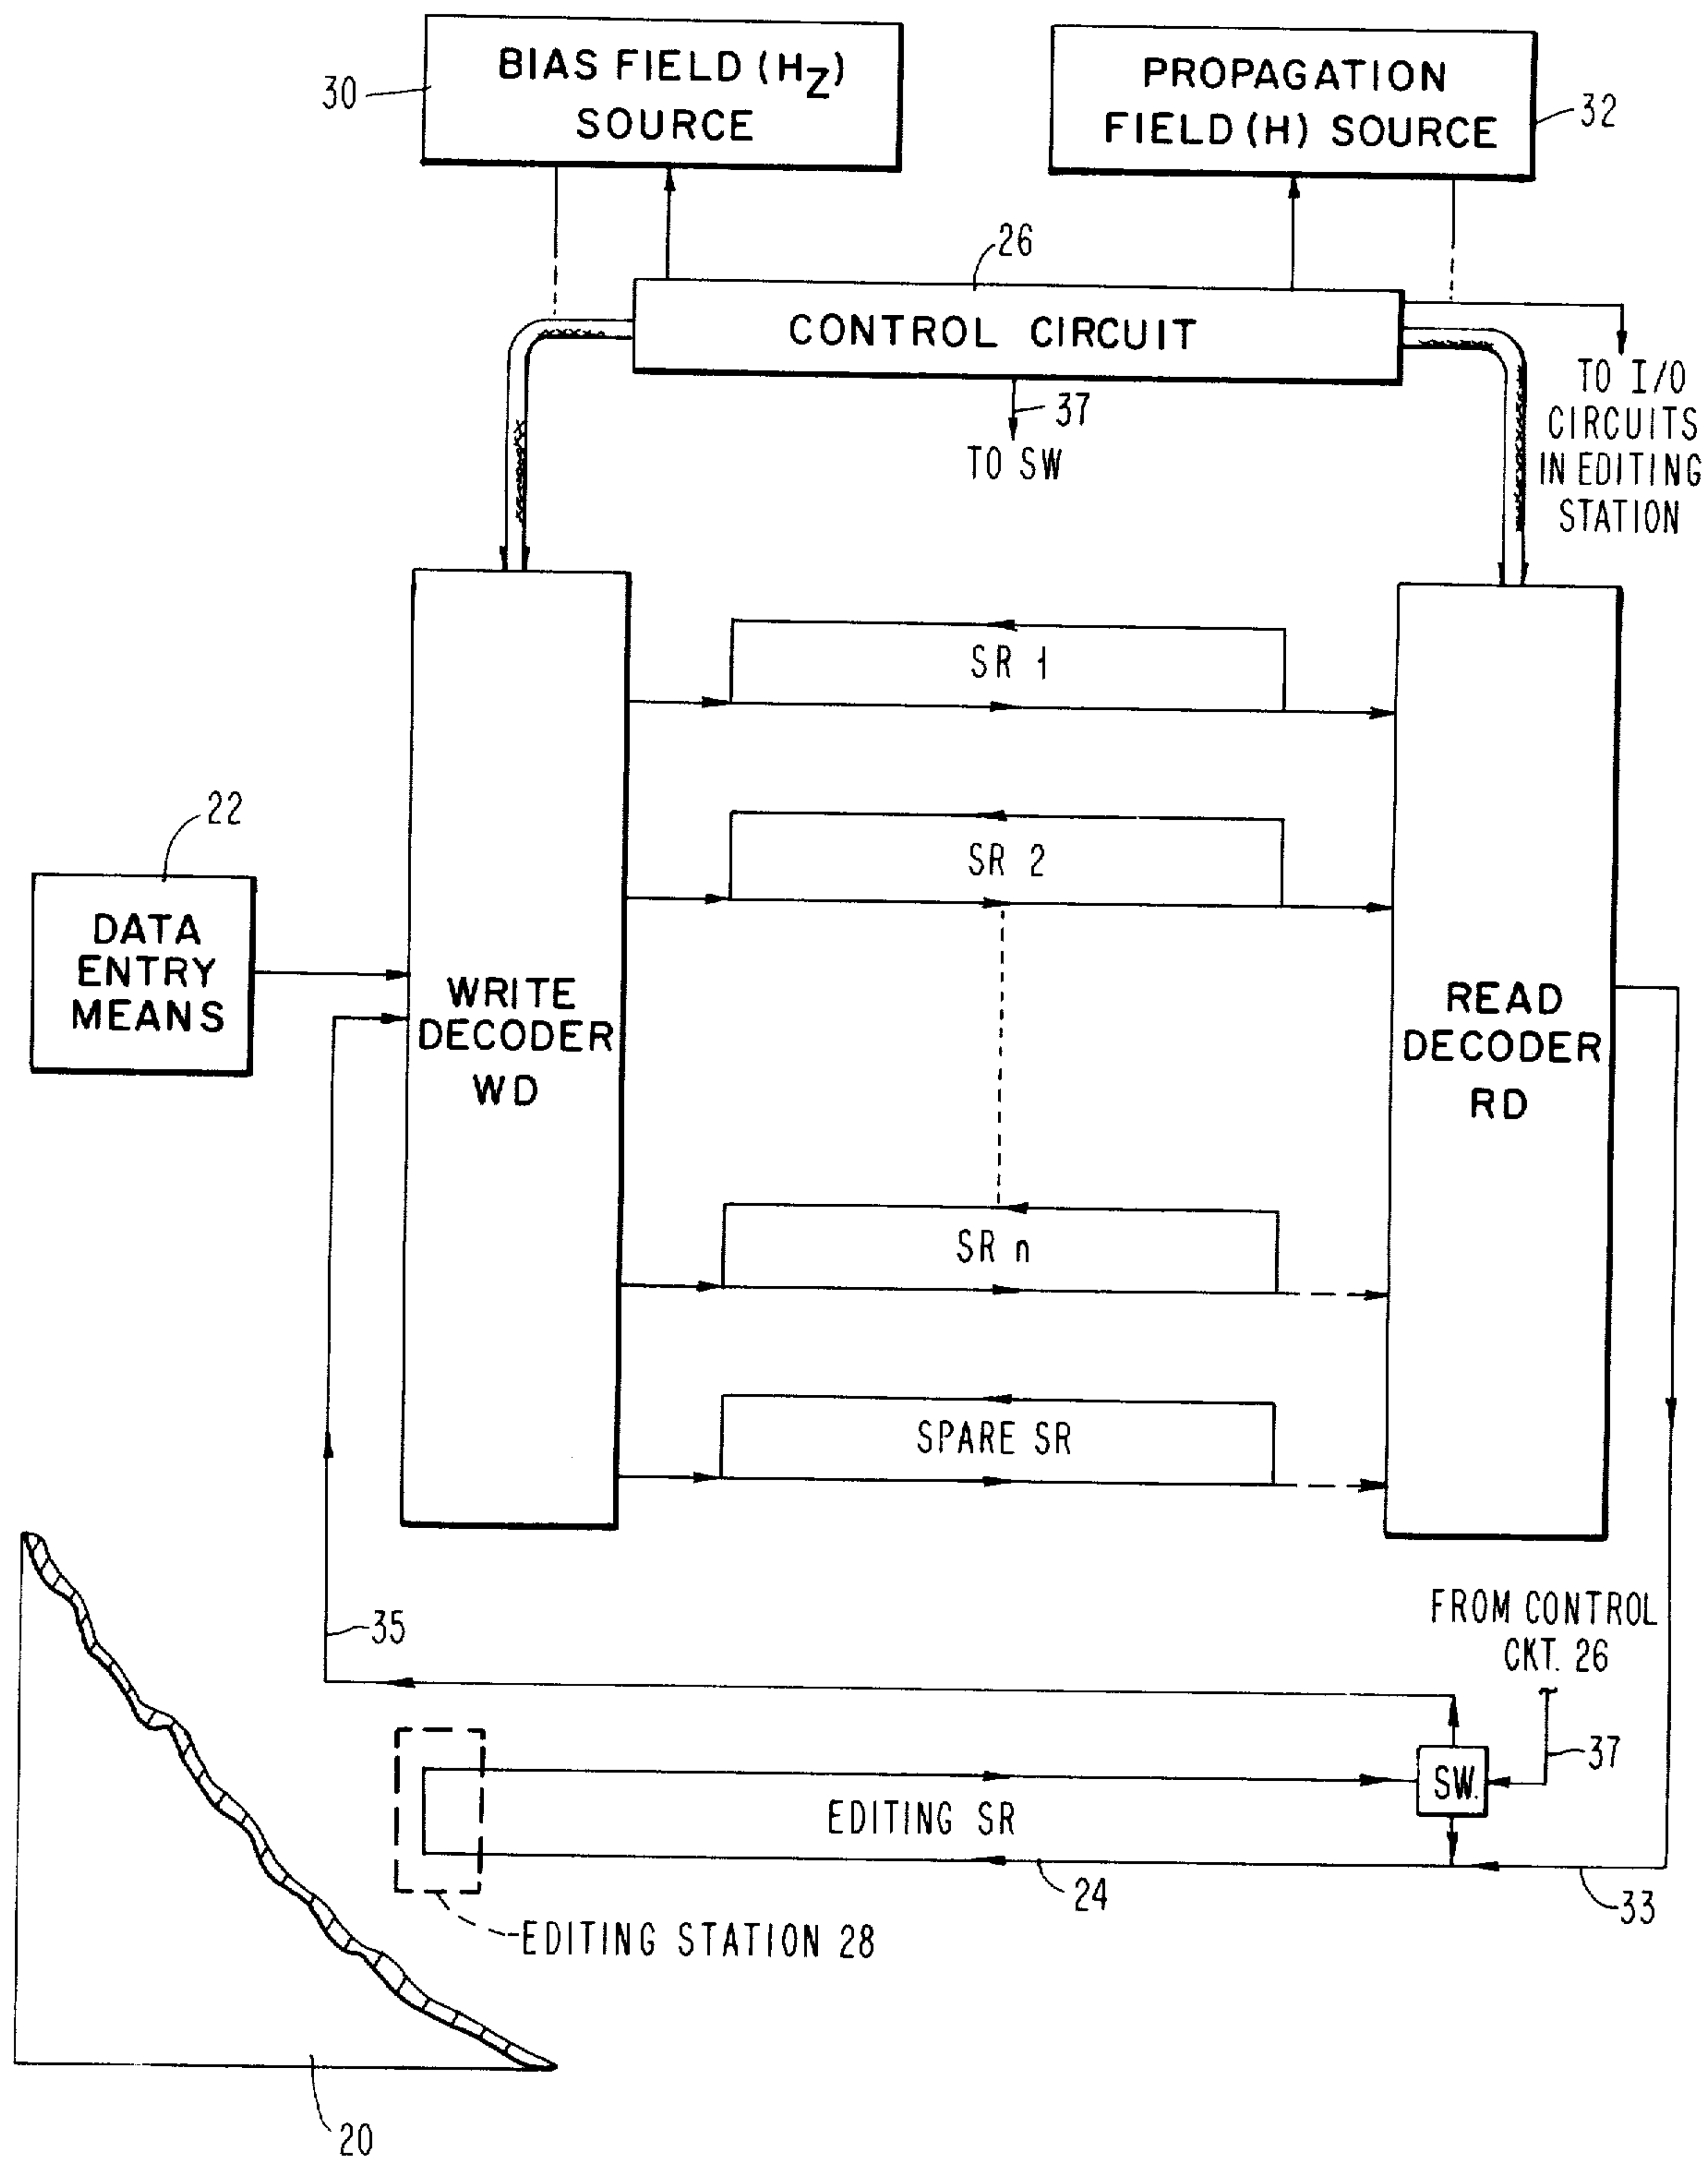 BIAS FIELD (HZ)
SOURCE
30
PROPAGATION
FIELD (H) SOURCE
32
26
CONTROL CIRCUIT
37
TO SW
TO I/O
CIRCUITS
IN EDITING
STATION
SR 1
22
SR 2
DATA
ENTRY
MEANS
WRITE
DECODER
WD
READ
DECODER
RD
SR n
SPARE SR
35
FROM CONTROL
CKT. 26
37
SW.
EDITING SR
24
33
EDITING STATION 28
20